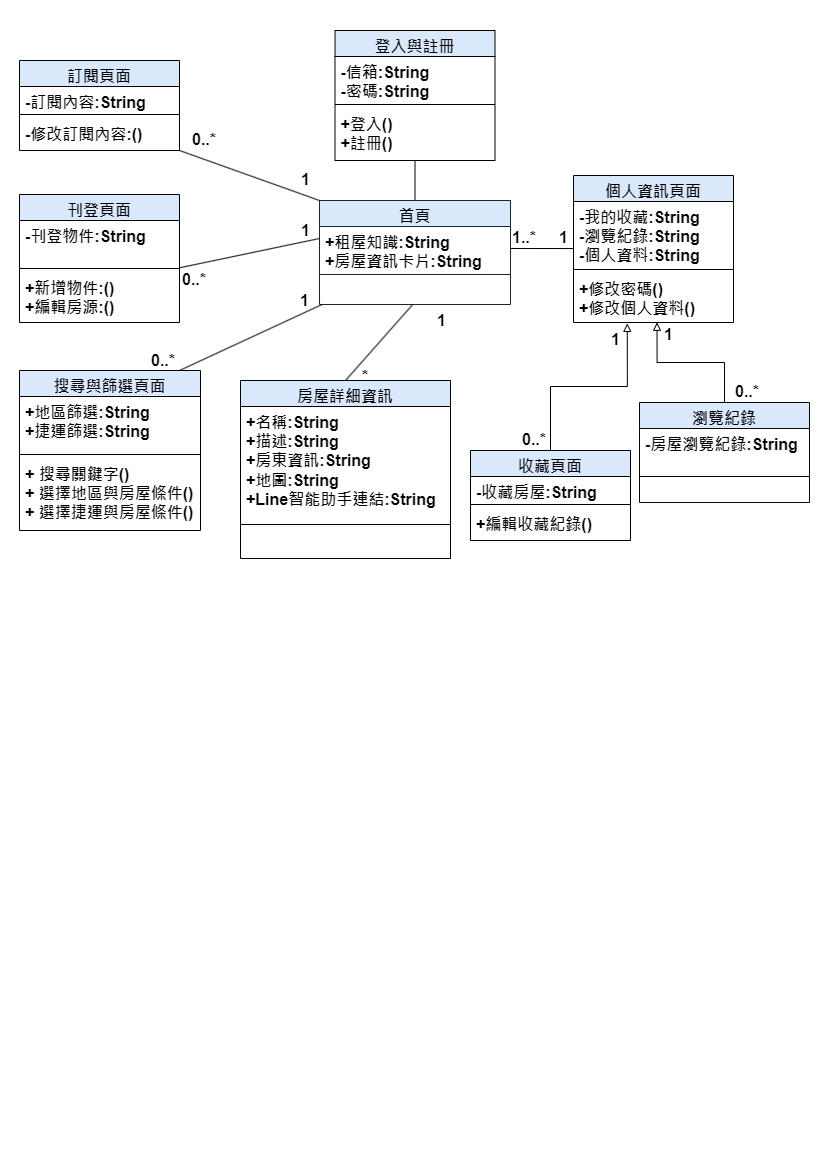 登入與註冊
-信箱:String
-密碼:String
+登入()
+註冊()
訂閱頁面
-訂閱內容:String
-修改訂閱內容:()
0..*
1
刊登頁面
-刊登物件:String
+新增物件:()
+編輯房源:()
1
0..*
首頁
+租屋知識:String
+房屋資訊卡片:String
1..*
1
個人資訊頁面
-我的收藏:String
-瀏覽紀錄:String
-個人資料:String
+修改密碼()
+修改個人資料()
1
0..*
搜尋與篩選頁面
+地區篩選:String
+捷運篩選:String
+ 搜尋關鍵字()
+ 選擇地區與房屋條件()
+ 選擇捷運與房屋條件()
1
*
房屋詳細資訊
+名稱:String
+描述:String
+房東資訊:String
+地圖:String
+Line智能助手連結:String
1
0..*
收藏頁面
-收藏房屋:String
+編輯收藏紀錄()
1
0..*
瀏覽紀錄
-房屋瀏覽紀錄:String